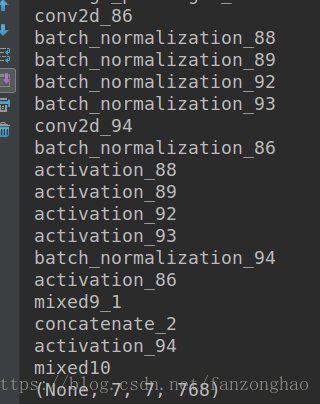 conv2d_86
batch_normalization_88
batch_normalization_89
batch_normalization_92
batch_normalization_93
conv2d_94
batch_normalization_86
activation_88
activation_89
activation_92
activation_93
batch_normalization_94
activation_86
mixed9_1
concatenate_2
activation_94
mixed10
(None, 7, 7, 768)
ttps://blog.csdn.net/fanzonghao